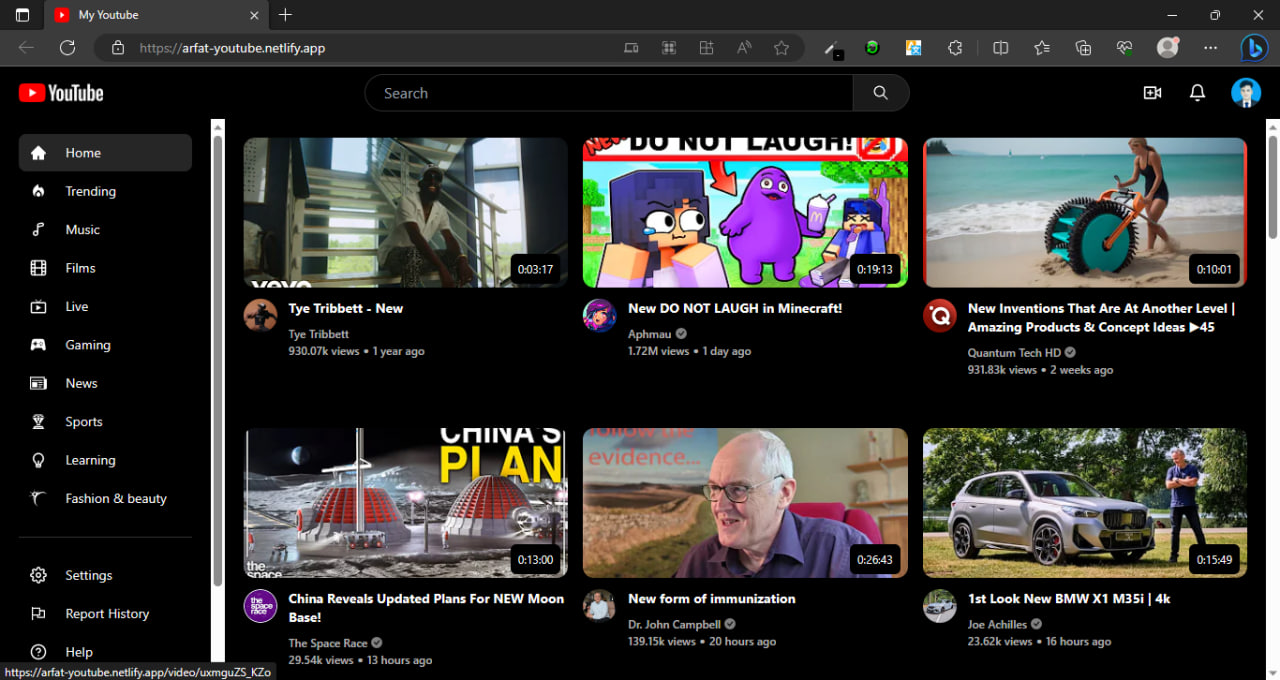 My Youtube
https://arfat-youtube.netlify.app
YouTube
Search
Home
Trending
Music
Films
Live
Gaming
News
Sports
Learning
Fashion & beauty
Settings
Report History
Help
https://arfat-youtube.netlify.app/video/uxmguZS_KZo
vevo
0:03:17
Tye Tribbett - New
Tye Tribbett
930.07k views • 1 year ago
New DO NOT LAUGH!
0:19:13
New DO NOT LAUGH in Minecraft!
Aphmau
1.72M views • 1 day ago
0:10:01
New Inventions That Are At Another Level |
Amazing Products & Concept Ideas ▶45
Quantum Tech HD
931.83k views • 2 weeks ago
CHINA'S
PLAN
the
space
0:13:00
the
space
race
China Reveals Updated Plans For NEW Moon
Base!
The Space Race
29.54k views • 13 hours ago
follow the
evidence...
0:26:43
New form of immunization
Dr. John Campbell
139.15k views • 20 hours ago
0:15:49
1st Look New BMW X1 M35i | 4k
Joe Achilles
23.62k views • 16 hours ago